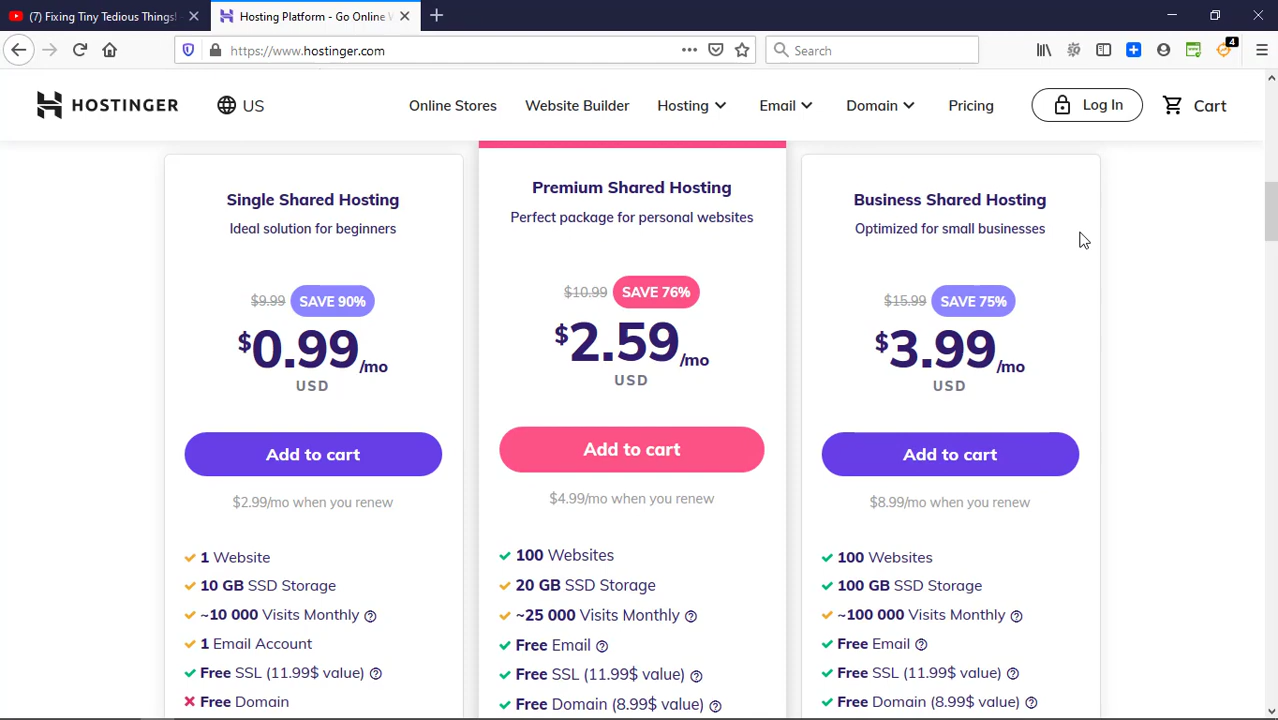 (7) Fixing Tiny Tedious Things!
Hosting Platform - Go Online W
https://www.hostinger.com
Search
4
HOSTINGER
US
Online Stores
Website Builder
Hosting
Email
Domain
Pricing
Log In
Cart
Single Shared Hosting
Ideal solution for beginners
$9.99 SAVE 90%
$0.99/mo
USD
Add to cart
$2.99/mo when you renew
1 Website
10 GB SSD Storage
~10 000 Visits Monthly
1 Email Account
Free SSL (11.99$ value)
Free Domain
Premium Shared Hosting
Perfect package for personal websites
$10.99 SAVE 76%
$2.59/mo
USD
Add to cart
$4.99/mo when you renew
100 Websites
20 GB SSD Storage
~25 000 Visits Monthly
Free Email
Free SSL (11.99$ value)
Free Domain (8.99$ value)
Business Shared Hosting
Optimized for small businesses
$15.99 SAVE 75%
$3.99/mo
USD
Add to cart
$8.99/mo when you renew
100 Websites
100 GB SSD Storage
~100 000 Visits Monthly
Free Email
Free SSL (11.99$ value)
Free Domain (8.99$ value)